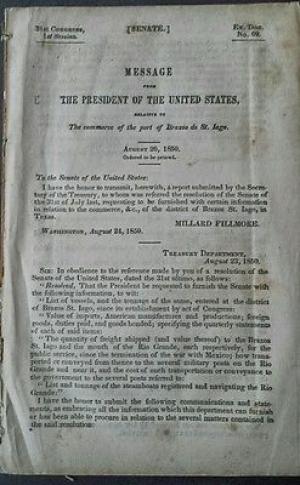 31st Congress,
1st Session.
[SENATE.]
Ex. Doc.
No. 69.
MESSAGE
FROM
THE PRESIDENT OF THE UNITED STATES,
RELATIVE TO
The commerce of the port of Brazos de St. Iago.
August 26, 1850.
Ordered to be printed.
To the Senate of the United States:
I have the honor to transmit, herewith, a report submitted by the Secre-
tary of the Treasury, to whom was referred the resolution of the Senate
of the 31st of July last, requesting to be furnished with certain information
in relation to the commerce, &c., of the district of Brazos St. Iago, in
Texas.
MILLARD FILLMORE.
Washington, August 24, 1850.
Treasury Department,
August 23, 1850.
Sir: In obedience to the reference made by you of a resolution of the
Senate of the United States, dated the 31st ultimo, as follows:
"Resolved, That the President be requested to furnish the Senate with
the following information, to wit:
"List of vessels, and the tonnage of the same, entered at the district
of Brazos St. Iago, since its establishment by act of Congress:
"Value of imports, American manufactures and productions; foreign
goods, duties paid, and goods bonded; specifying the quarterly statements
of each of said items:
"The quantity of freight shipped (and value thereof) to the Brazos
St. Iago and the mouth of the Rio Grande, each respectively, for the
public service, since the termination of the war with Mexico; how trans-
ported or conveyed from thence to the several military posts on the Rio
Grande and near it, and the cost of such transportation or conveyance to
the government to the several posts referred to:
"List and tonnage of the steamboats registered and navigating the Rio
Grande."
I have the honor to submit the following communications and state-
ments, as embracing all the information which this department can furnish
or has been able to procure in relation to the several matters contained in
the said resolution: